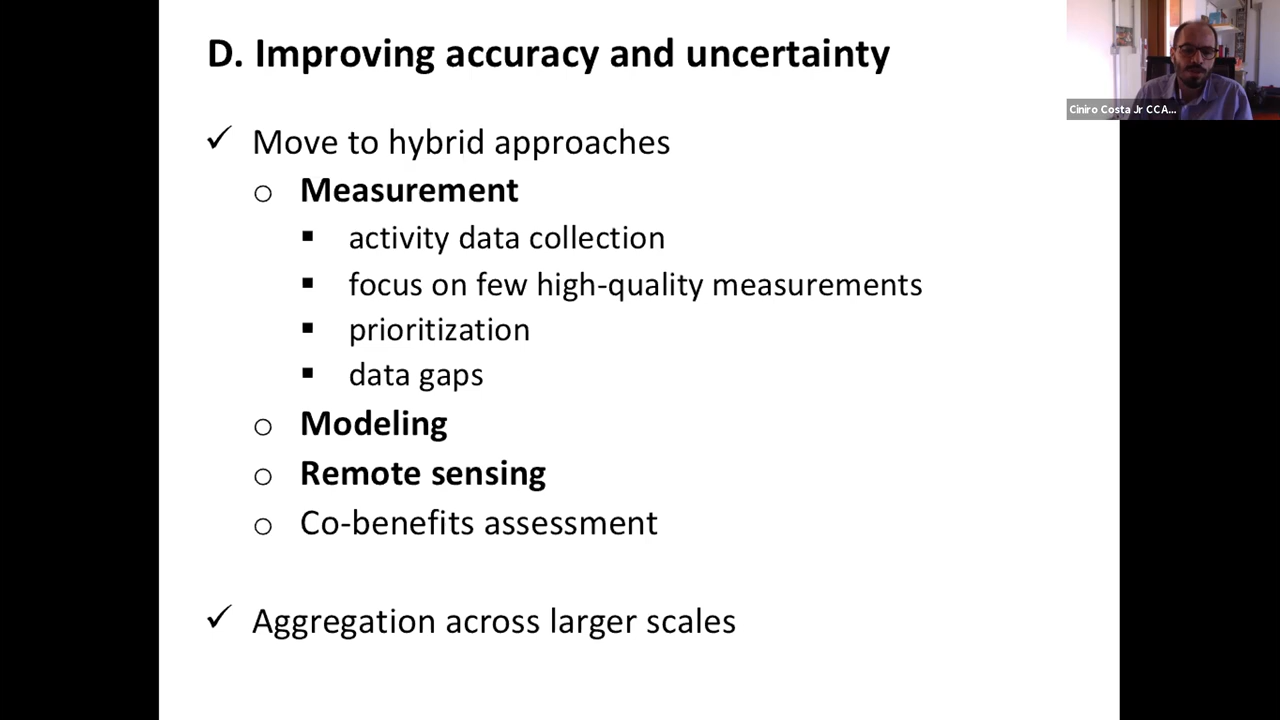 D. Improving accuracy and uncertainty
Ciniro Costa Jr CCA...
✓ Move to hybrid approaches
o Measurement
▪ activity data collection
▪ focus on few high-quality measurements
▪ prioritization
▪ data gaps
o Modeling
o Remote sensing
o Co-benefits assessment
✓ Aggregation across larger scales